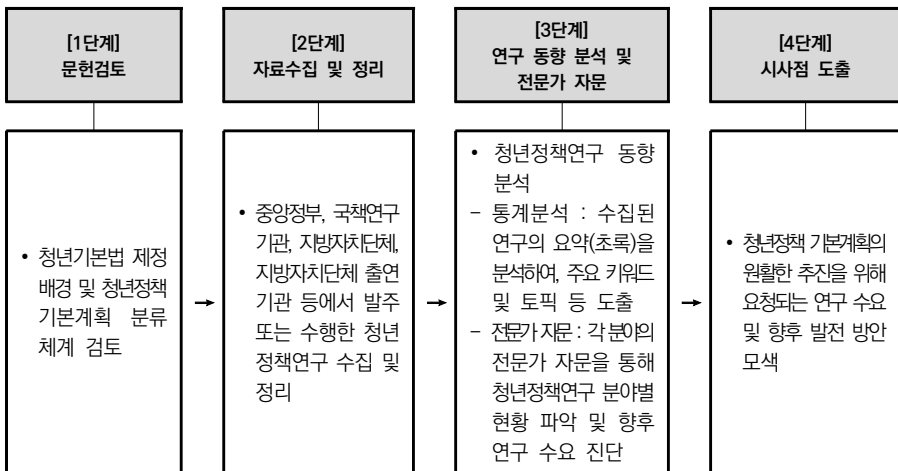 [1단계]
문헌검토
[2단계]
자료수집 및 정리
[3단계]
연구 동향 분석 및
전문가 자문
[4단계]
시사점 도출
• 청년기본법 제정
배경 및 청년정책
기본계획 분류
체계 검토
→
• 중앙정부, 국책연구
기관, 지방자치단체,
지방자치단체 출연
기관 등에서 발주
또는 수행한 청년
정책연구 수집 및
정리
→
• 청년정책연구 동향
분석
- 통계분석 : 수집된
연구의 요약(초록)을
분석하여, 주요 키워드
및 토픽 등 도출
- 전문가 자문 : 각 분야의
전문가 자문을 통해
청년정책연구 분야별
현황 파악 및 향후
연구 수요 진단
→
• 청년정책 기본계획의
원활한 추진을 위해
요청되는 연구 수요
및 향후 발전 방안
모색